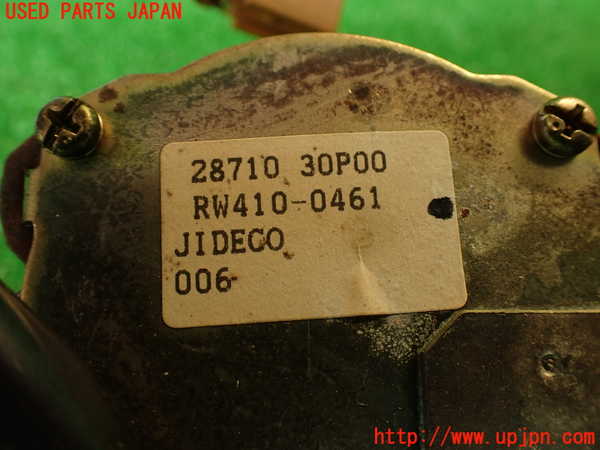 USED PARTS JAPAN
28710 30P00
RW410-0461
JIDECO
006
http://www.upjpn.com